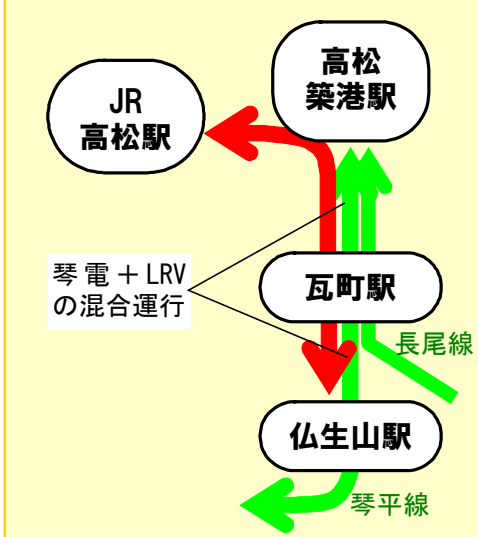 高松
築港駅
JR
高松駅
琴電＋LRV
の混合運行
瓦町駅
長尾線
仏生山駅
琴平線